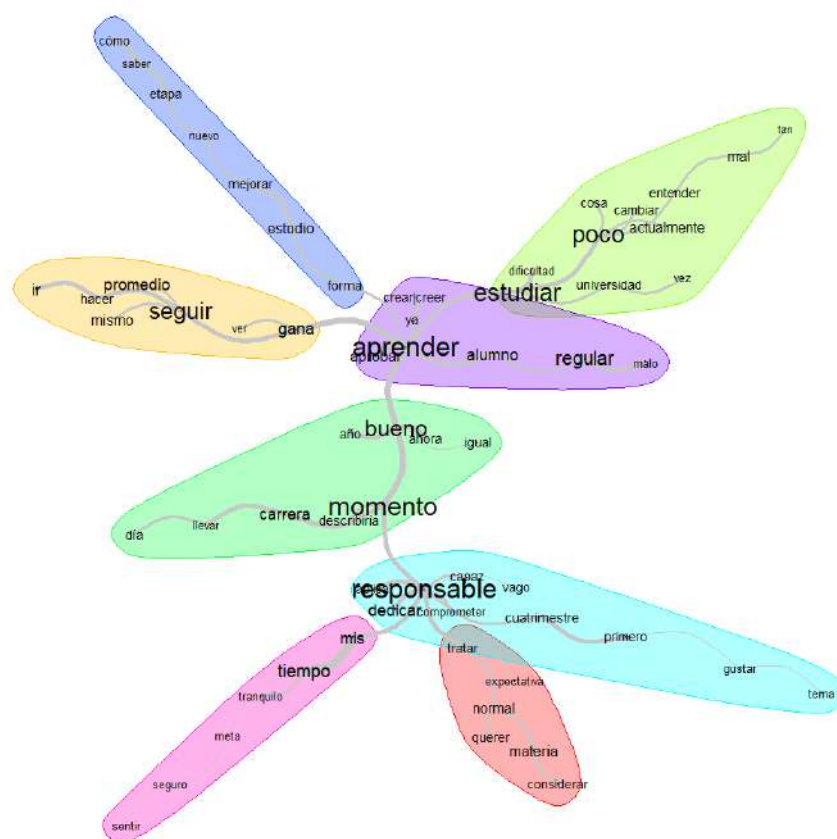 cómo
saber
etapa
nuevo
mejorar
estudio
forma
tan
mal
entender
cosa
cambiar
actualmente
poco
dificultad
estudiar
universidad
vez
ir
promedio
hacer
seguir
mismo
ver
gana
crear|creer
ya
aprender
aprobar
alumno
regular
malo
bueno
año
ahora
igual
momento
carrera
describiría
llevar
día
capaz
vago
responsable
dedicar
comprometer
cuatrimestre
primero
gustar
tema
mis
tiempo
tranquilo
meta
seguro
sentir
tratar
expectativa
normal
querer
materia
considerar